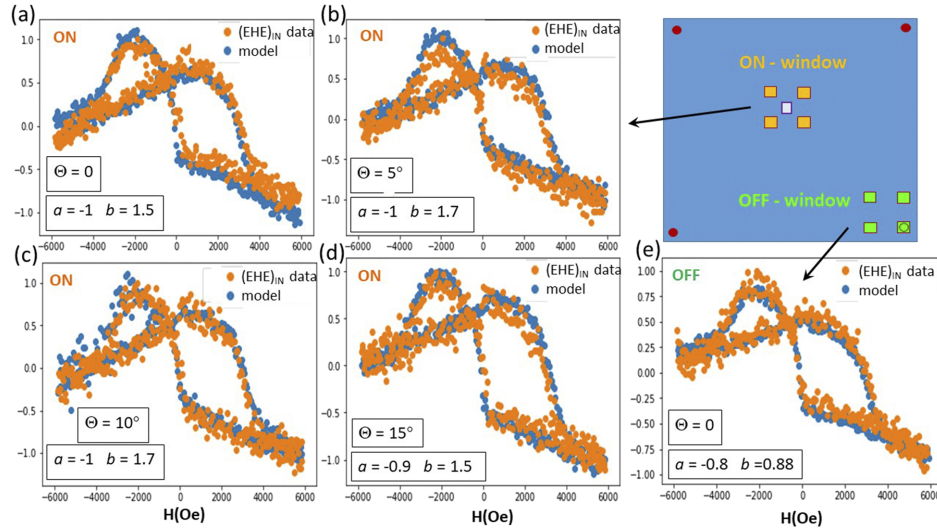 (a)
ON
(EHE)IN data
model
1.0
0.5
0.0
-0.5
-1.0
Θ = 0
a = -1 b = 1.5
-6000 -4000 -2000 0 2000 4000 6000
(b)
ON
(EHE)IN data
model
1.0
0.5
0.0
-0.5
-1.0
Θ = 5°
a = -1 b = 1.7
-6000 -4000 -2000 0 2000 4000 6000
ON - window
OFF - window
(c)
ON
(EHE)IN data
model
1.0
0.5
0.0
-0.5
-1.0
Θ = 10°
a = -1 b = 1.7
-6000 -4000 -2000 0 2000 4000 6000
H(Oe)
(d)
ON
(EHE)IN data
model
1.0
0.5
0.0
-0.5
-1.0
Θ = 15°
a = -0.9 b = 1.5
-6000 -4000 -2000 0 2000 4000 6000
H(Oe)
(e)
OFF
(EHE)IN data
model
1.00
0.75
0.50
0.25
0.00
-0.25
-0.50
-0.75
-1.00
Θ = 0
a = -0.8 b =0.88
-6000 -4000 -2000 0 2000 4000 6000
H(Oe)